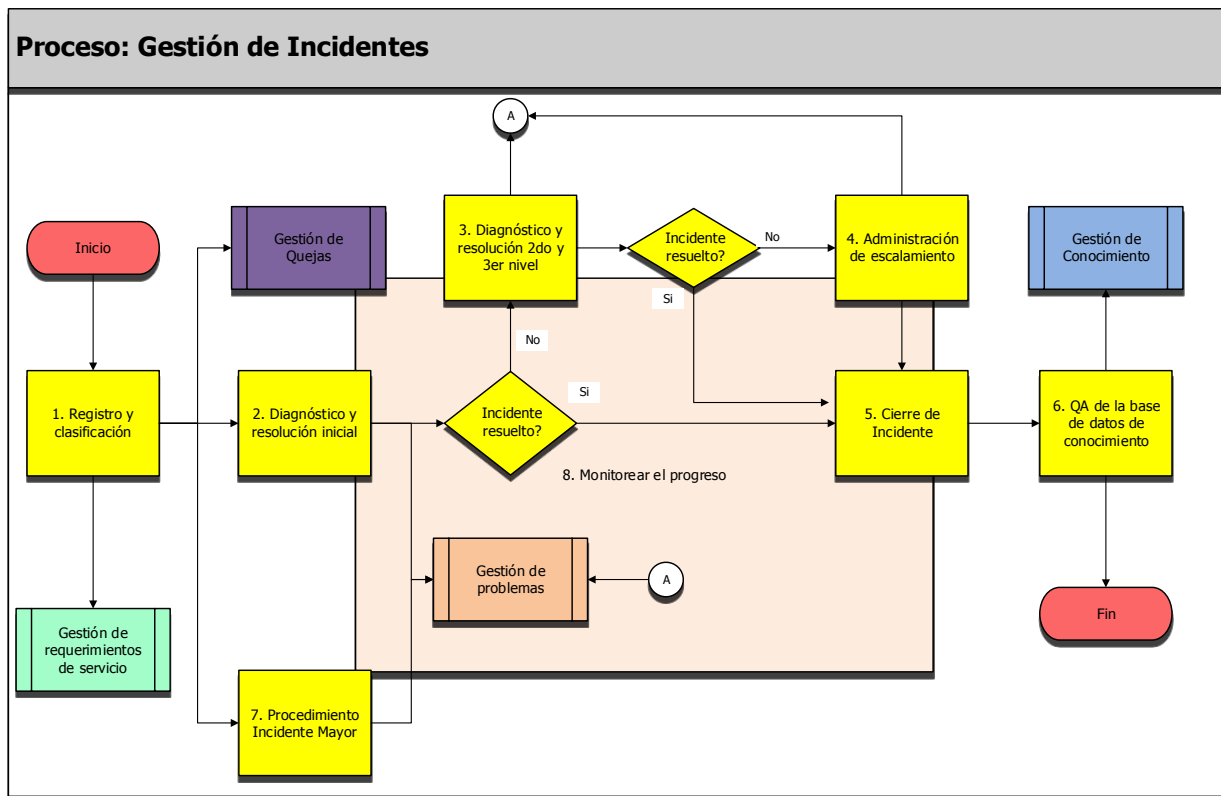 Proceso: Gestión de Incidentes
A
Inicio
Gestión de
Quejas
3. Diagnóstico y
resolución 2do y
3er nivel
Incidente
resuelto?
No
4. Administración
de escalamiento
Gestión de
Conocimiento
Si
No
Si
1. Registro y
clasificación
2. Diagnóstico y
resolución inicial
Incidente
resuelto?
5. Cierre de
Incidente
6. QA de la base
de datos de
conocimiento
8. Monitorear el progreso
Gestión de
problemas
A
Fin
Gestión de
requerimientos
de servicio
7. Procedimiento
Incidente Mayor